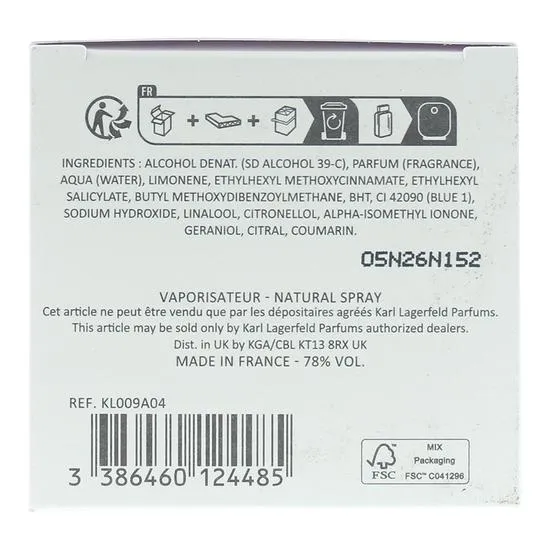 FR
INGREDIENTS : ALCOHOL DENAT. (SD ALCOHOL 39-C), PARFUM (FRAGRANCE),
AQUA (WATER), LIMONENE, ETHYLHEXYL METHOXYCINNAMATE, ETHYLHEXYL
SALICYLATE, BUTYL METHOXYDIBENZOYLMETHANE, BHT, CI 42090 (BLUE 1),
SODIUM HYDROXIDE, LINALOOL, CITRONELLOL, ALPHA-ISOMETHYL IONONE,
GERANIOL, CITRAL, COUMARIN.
05N26N152
VAPORISATEUR - NATURAL SPRAY
Cet article ne peut être vendu que par les dépositaires agréés Karl Lagerfeld Parfums.
This article may be sold only by Karl Lagerfeld Parfums authorized dealers.
Dist. in UK by KGA/CBL KT13 8RX UK
MADE IN FRANCE - 78% VOL.
REF. KL009A04
3 386460 124485
FSC
MIX
Packaging
FSC™ C041296